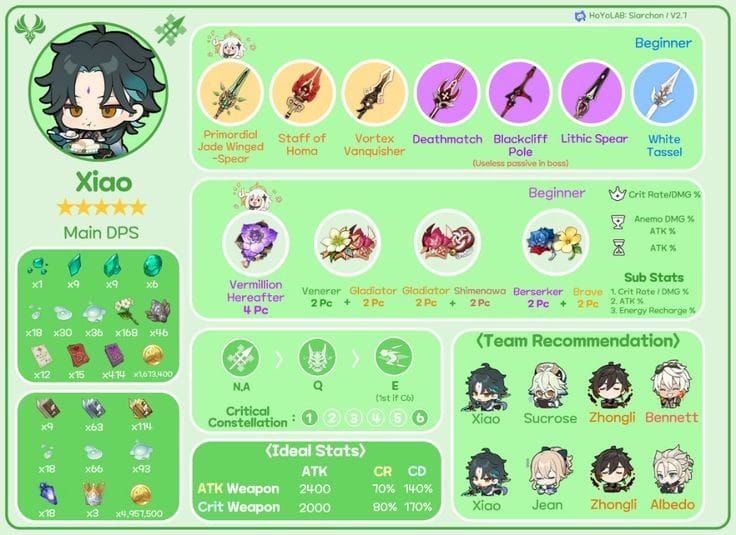 HoYoLAB: Siarchon / V2.7
Beginner
Primordial
Jade Winged
-Spear
Staff of
Homa
Vortex
Vanquisher
Deathmatch
Blackcliff
Pole
(Useless passive in boss)
Lithic Spear
White
Tassel
Xiao
Main DPS
x1 x9 x9 x6
x18 x30 x36 x168 x46
x12 x15 x414 x1,673,400
x9 x63 x114
x18 x66 x93
x18 x3 x4,957,500
Beginner
Vermillion
Hereafter
4 Pc
Venerer Gladiator
2 Pc + 2 Pc
Gladiator Shimenawa
2 Pc + 2 Pc
Berserker Brave
2 Pc + 2 Pc
Crit Rate/DMG %
Anemo DMG %
ATK %
ATK %
Sub Stats
1. Crit Rate / DMG %
2. ATK %
3. Energy Recharge %
N.A > Q > E
(1st if C6)
Critical
Constellation : 1 2 3 4 5 6
〈Ideal Stats〉
ATK CR CD
ATK Weapon 2400 70% 140%
Crit Weapon 2000 80% 170%
〈Team Recommendation〉
Xiao Sucrose Zhongli Bennett
Xiao Jean Zhongli Albedo